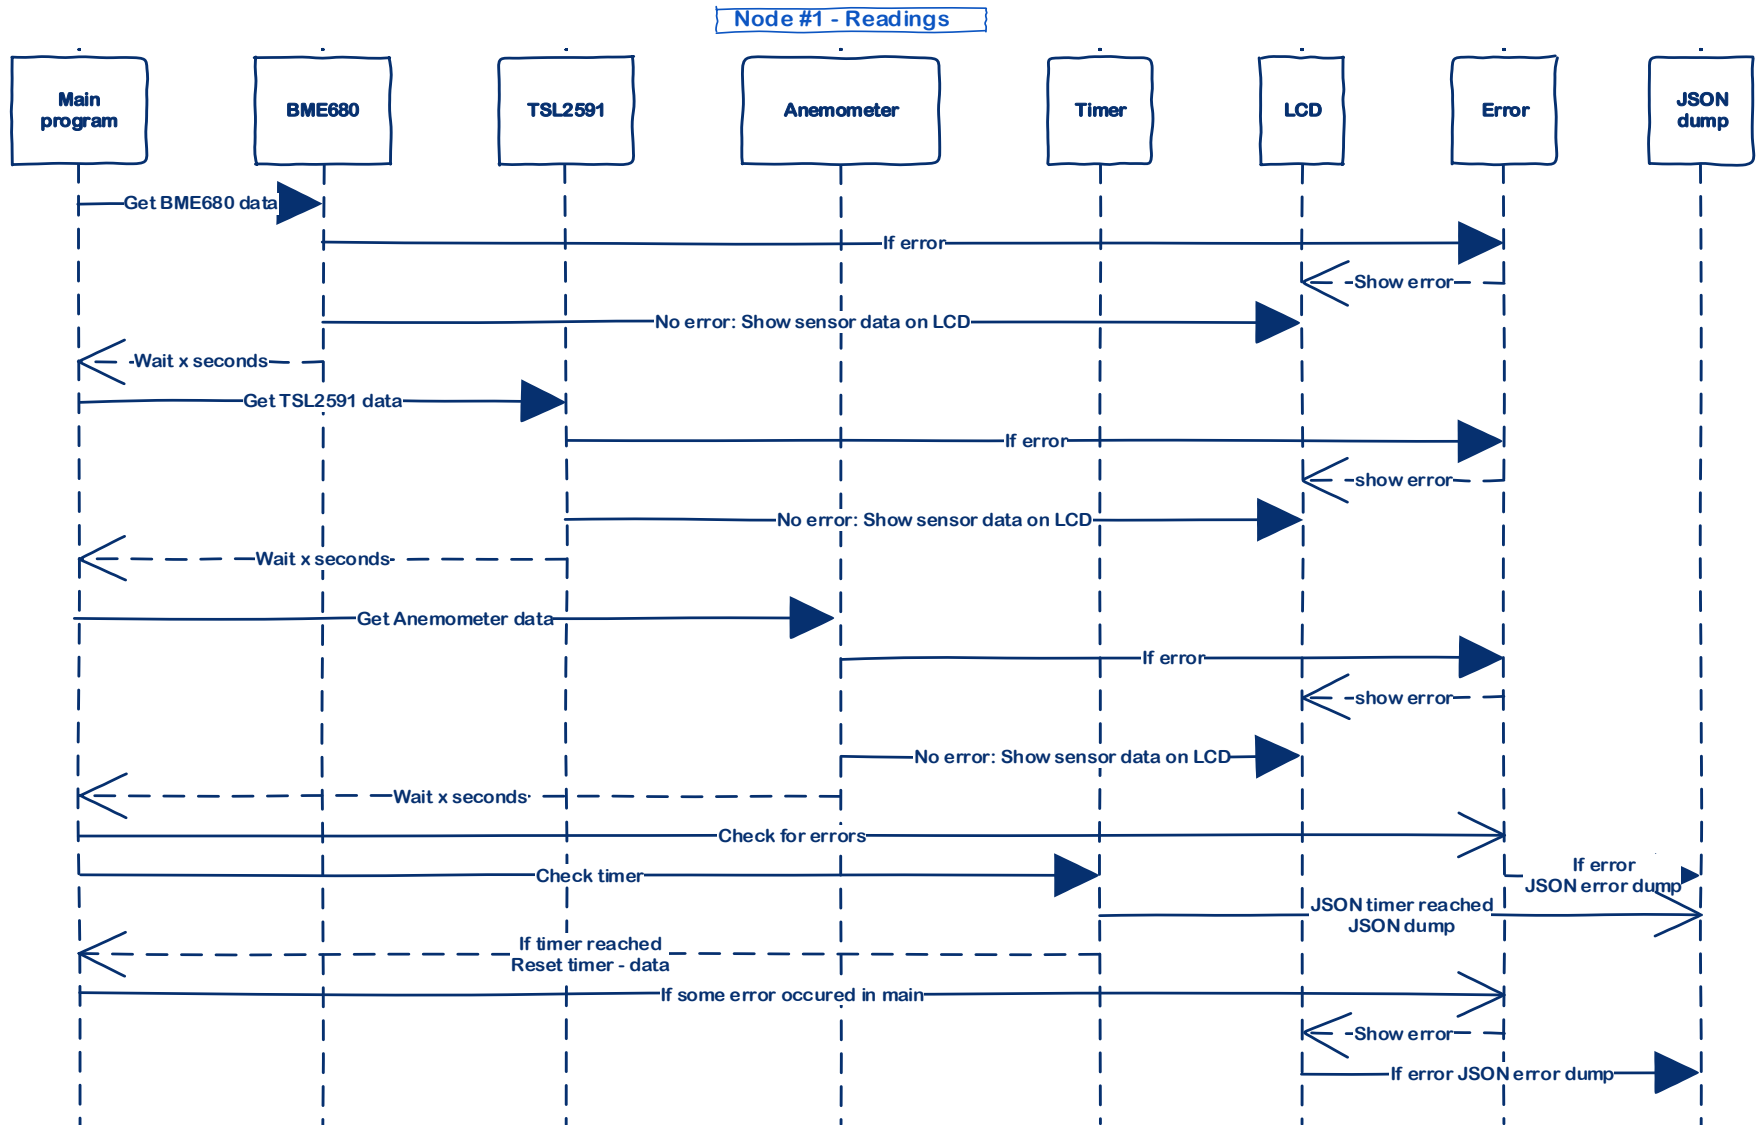 Node #1 - Readings
Main
program
BME680
TSL2591
Anemometer
Timer
LCD
Error
JSON
dump
Get BME680 data
If error
Show error
No error: Show sensor data on LCD
Wait x seconds
Get TSL2591 data
If error
show error
No error: Show sensor data on LCD
Wait x seconds
Get Anemometer data
If error
show error
No error: Show sensor data on LCD
Wait x seconds
Check for errors
If error
JSON error dump
Check timer
JSON timer reached
JSON dump
If timer reached
Reset timer - data
If some error occured in main
Show error
If error JSON error dump